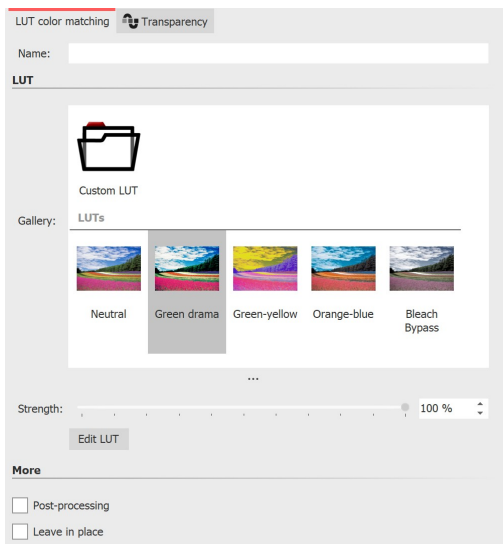 LUT color matching Transparency
Name:
LUT
Custom LUT
Gallery:
LUTs
Neutral Green drama Green-yellow Orange-blue Bleach Bypass
...
Strength: 100 %
Edit LUT
More
Post-processing
Leave in place